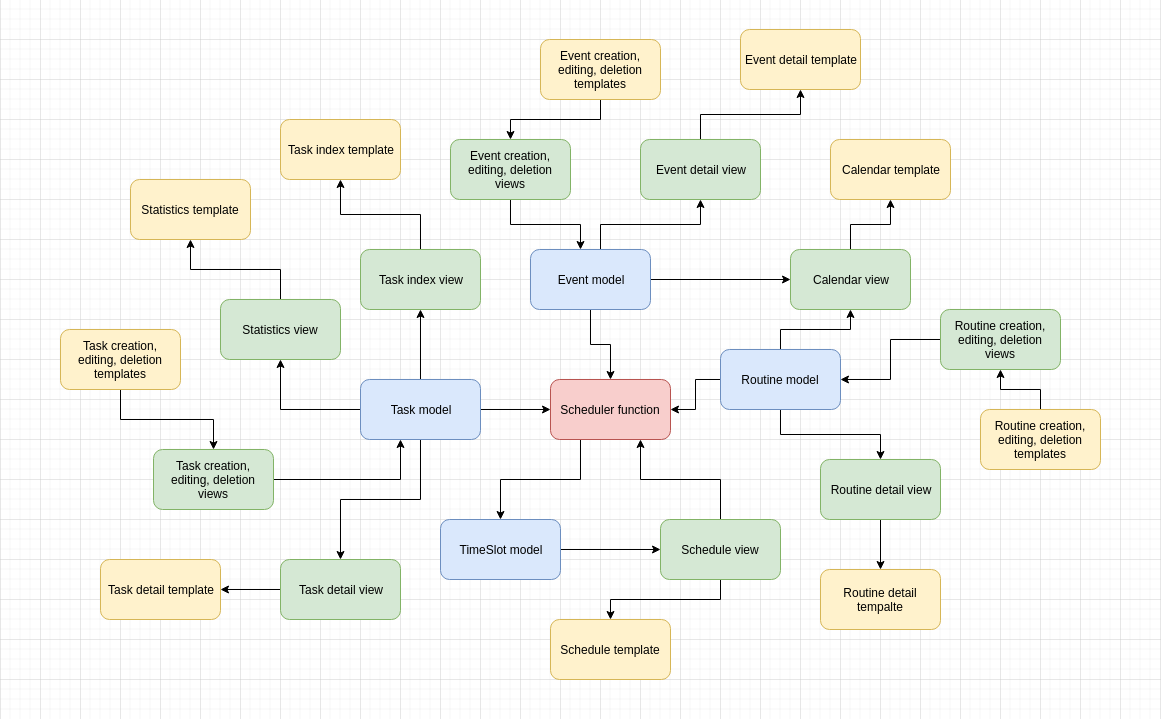 Event creation,
editing, deletion
templates
Event detail template
Task index template
Event creation,
editing, deletion
views
Event detail view
Calendar template
Statistics template
Task index view
Event model
Calendar view
Statistics view
Routine creation,
editing, deletion
views
Task creation,
editing, deletion
templates
Task model
Scheduler function
Routine model
Routine creation,
editing, deletion
templates
Task creation,
editing, deletion
views
Routine detail view
TimeSlot model
Schedule view
Task detail template
Task detail view
Routine detail
tempalte
Schedule template